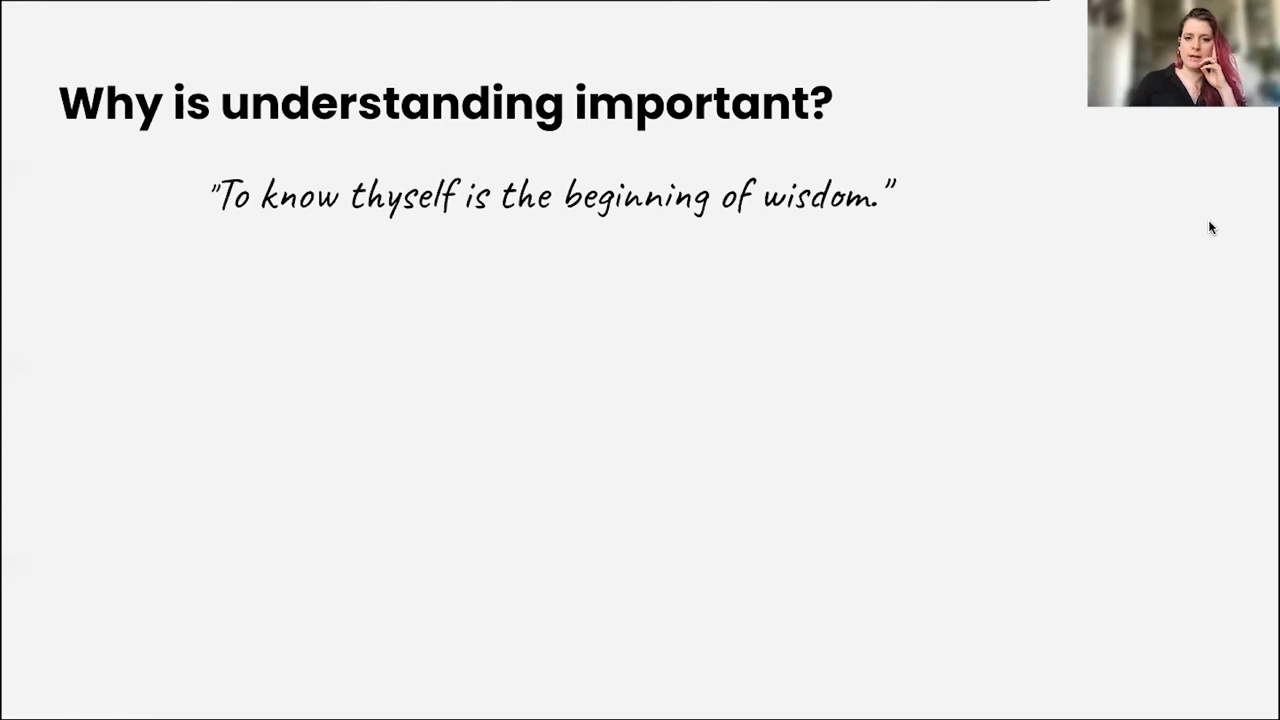 Why is understanding important?
"To know thyself is the beginning of wisdom."